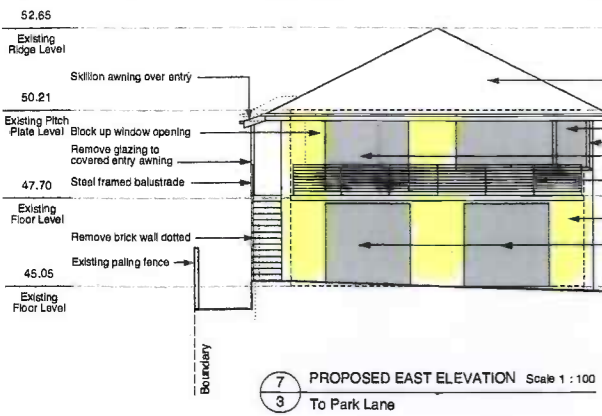 52.65
Existing
Ridge Level
Skillion awning over entry
50.21
Existing Pitch
Plate Level
Block up window opening
Remove glazing to
covered entry awning
47.70
Steel framed balustrade
Existing
Floor Level
Remove brick wall dotted
Existing paling fence
45.05
Existing
Floor Level
Boundary
7
3
PROPOSED EAST ELEVATION Scale 1 : 100
To Park Lane